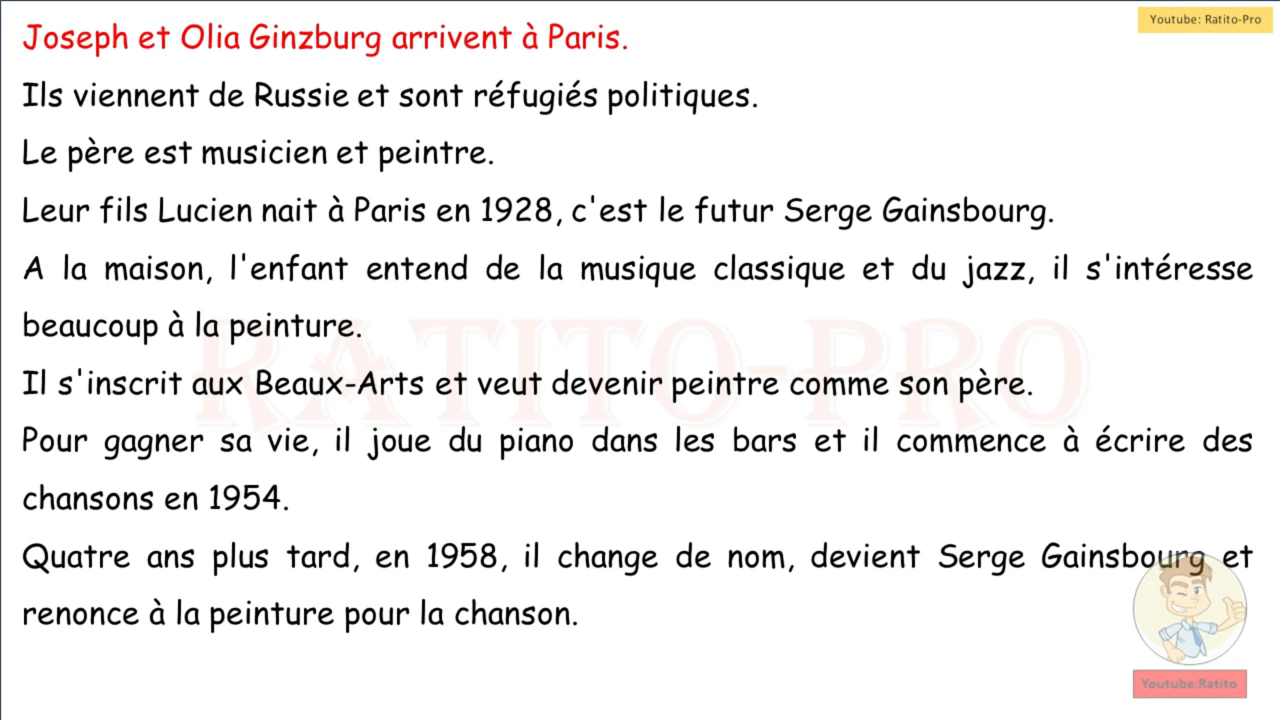 Youtube: Ratito-Pro
Joseph et Olia Ginzburg arrivent à Paris.
Ils viennent de Russie et sont réfugiés politiques.
Le père est musicien et peintre.
Leur fils Lucien nait à Paris en 1928, c'est le futur Serge Gainsbourg.
A la maison, l'enfant entend de la musique classique et du jazz, il s'intéresse
beaucoup à la peinture.
RATITO-PRO
Il s'inscrit aux Beaux-Arts et veut devenir peintre comme son père.
Pour gagner sa vie, il joue du piano dans les bars et il commence à écrire des
chansons en 1954.
Quatre ans plus tard, en 1958, il change de nom, devient Serge Gainsbourg et
renonce à la peinture pour la chanson.
Youtube:Ratito